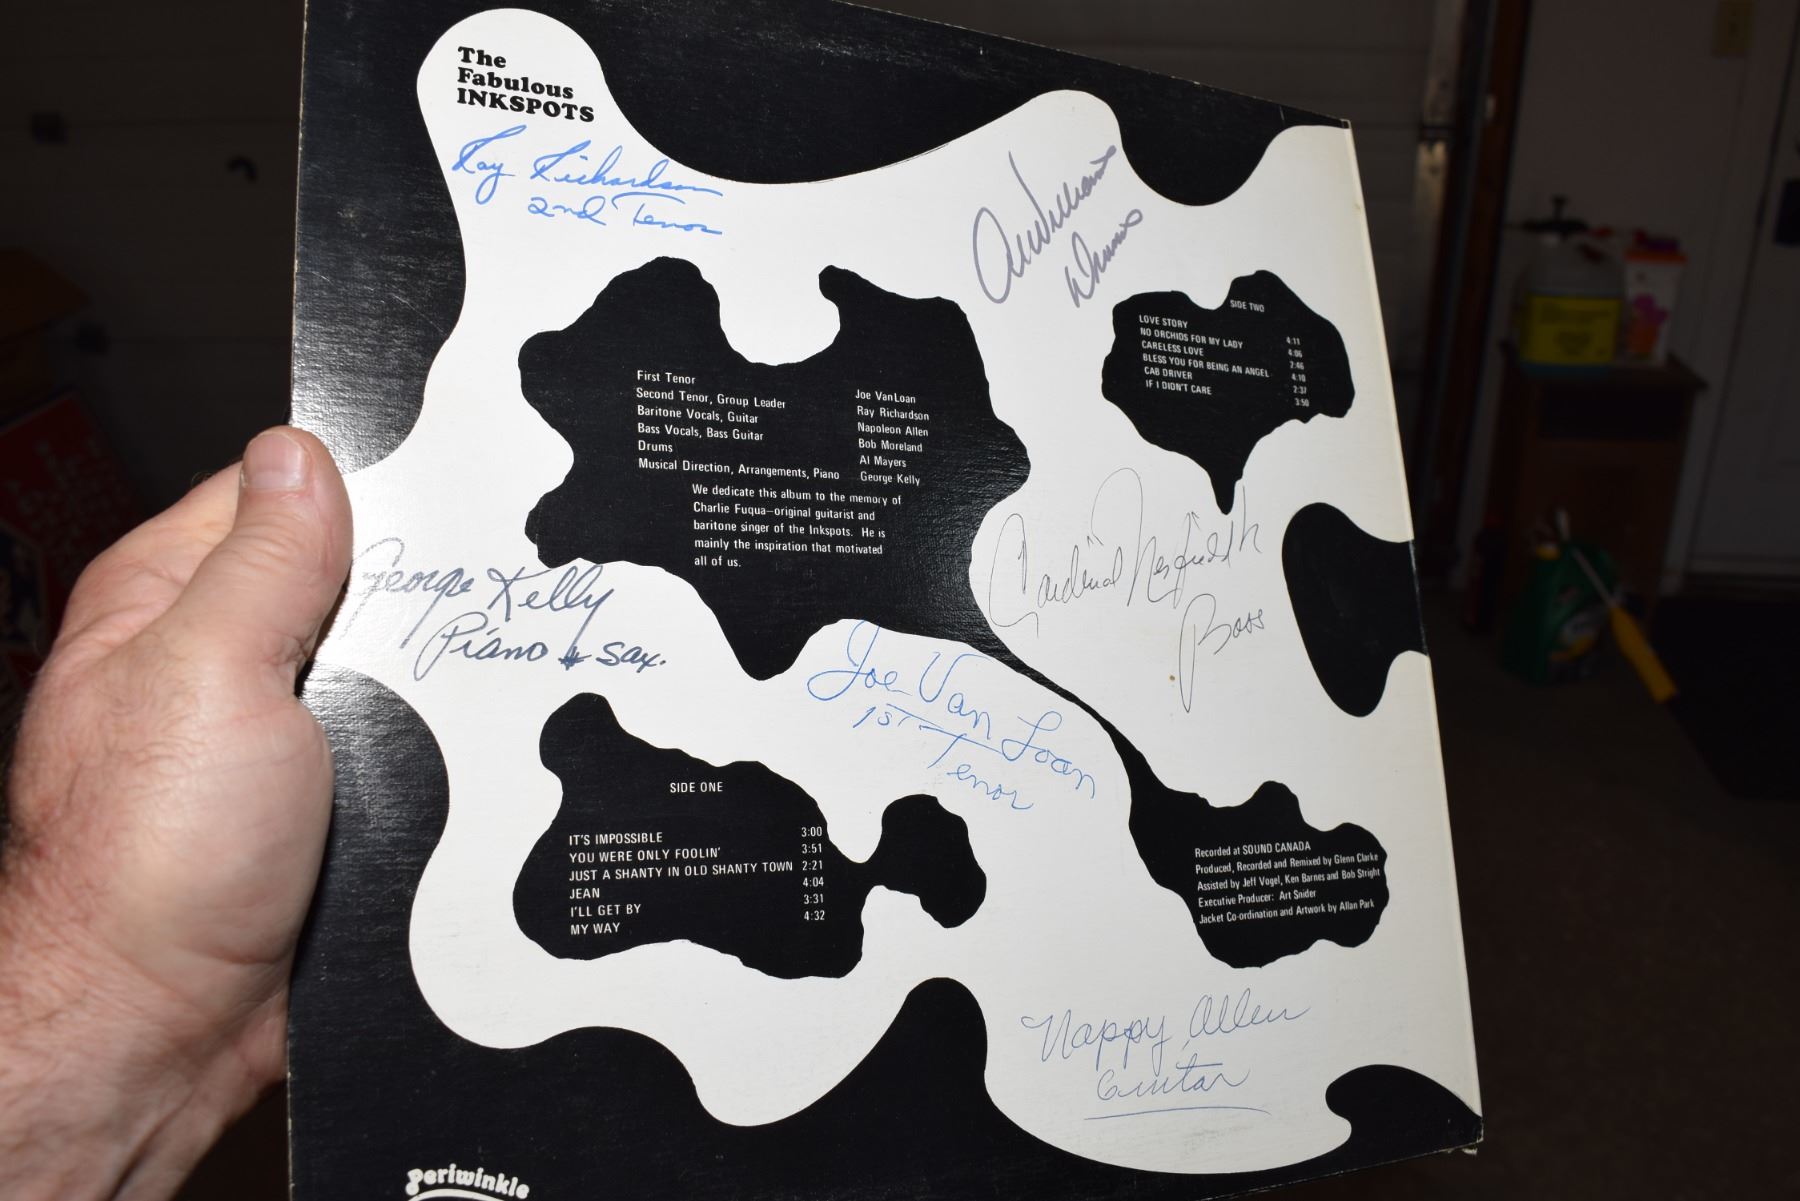 The
Fabulous
INKSPOTS
Ray Richardson
2nd Tenor
Al Williams
Drums
SIDE TWO
LOVE STORY 4:11
NO ORCHIDS FOR MY LADY 4:06
CARELESS LOVE 2:46
BLESS YOU FOR BEING AN ANGEL 4:10
CAB DRIVER 2:37
IF I DIDN'T CARE 3:50
First Tenor Joe VanLoan
Second Tenor, Group Leader Ray Richardson
Baritone Vocals, Guitar Napoleon Allen
Bass Vocals, Bass Guitar Bob Moreland
Drums Al Mayers
Musical Direction, Arrangements, Piano George Kelly
We dedicate this album to the memory of
Charlie Fuqua—original guitarist and
baritone singer of the Inkspots. He is
mainly the inspiration that motivated
all of us.
"Cardinal"
Bass
George Kelly
Piano & sax.
Joe Van Loan
1ST Tenor
SIDE ONE
IT'S IMPOSSIBLE 3:00
YOU WERE ONLY FOOLIN' 3:51
JUST A SHANTY IN OLD SHANTY TOWN 2:21
JEAN 4:04
I'LL GET BY 3:31
MY WAY 4:32
Recorded at SOUND CANADA
Produced, Recorded and Remixed by Glenn Clarke
Assisted by Jeff Vogel, Ken Barnes and Bob Stright
Executive Producer: Art Snider
Jacket Co-ordination and Artwork by Allan Park
Nappy Allen
Guitar
periwinkle